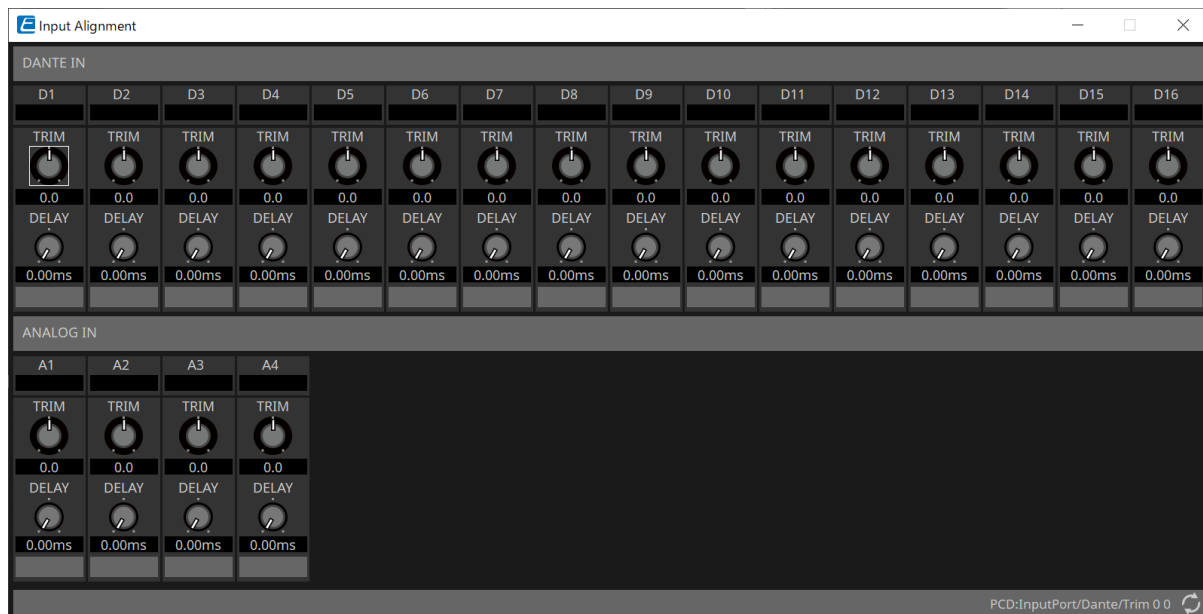 E Input Alignment
DANTE IN
D1 D2 D3 D4 D5 D6 D7 D8 D9 D10 D11 D12 D13 D14 D15 D16
TRIM TRIM TRIM TRIM TRIM TRIM TRIM TRIM TRIM TRIM TRIM TRIM TRIM TRIM TRIM TRIM
0.0 0.0 0.0 0.0 0.0 0.0 0.0 0.0 0.0 0.0 0.0 0.0 0.0 0.0 0.0 0.0
DELAY DELAY DELAY DELAY DELAY DELAY DELAY DELAY DELAY DELAY DELAY DELAY DELAY DELAY DELAY DELAY
0.00ms 0.00ms 0.00ms 0.00ms 0.00ms 0.00ms 0.00ms 0.00ms 0.00ms 0.00ms 0.00ms 0.00ms 0.00ms 0.00ms 0.00ms 0.00ms
ANALOG IN
A1 A2 A3 A4
TRIM TRIM TRIM TRIM
0.0 0.0 0.0 0.0
DELAY DELAY DELAY DELAY
0.00ms 0.00ms 0.00ms 0.00ms
PCD:InputPort/Dante/Trim 0 0